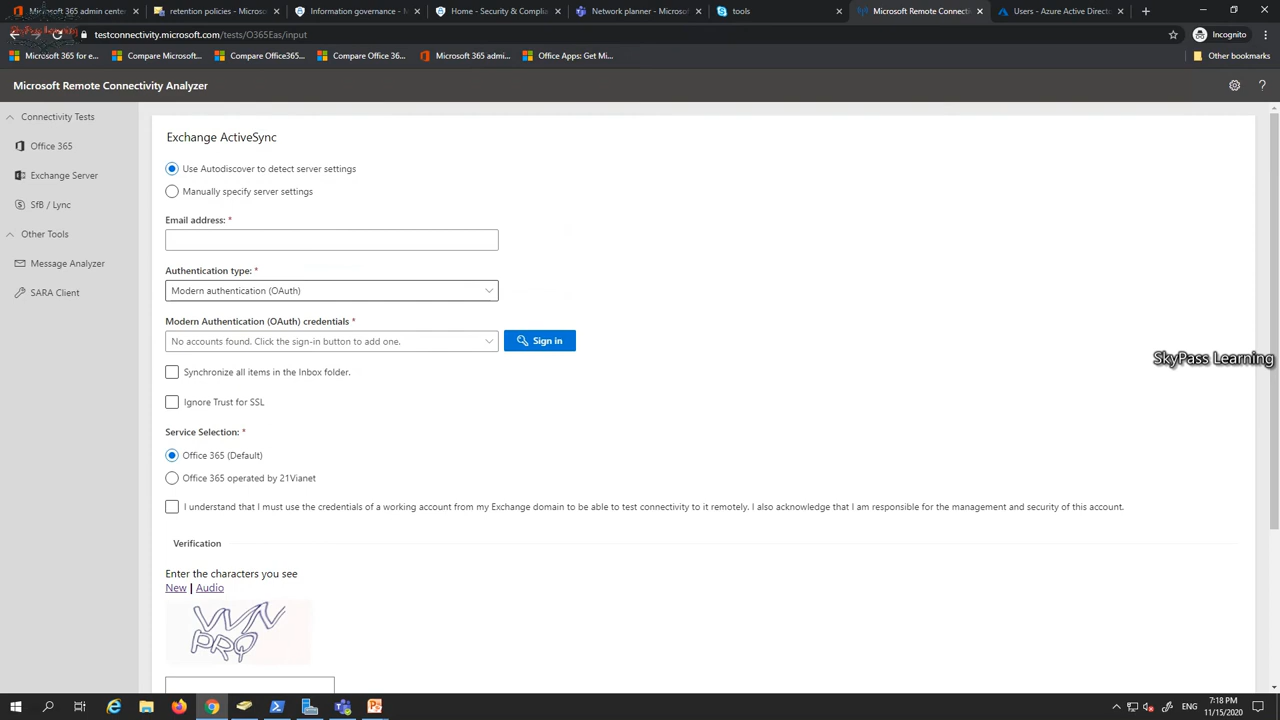 Microsoft 365 admin center
retention policies - Microso
Information governance - M
Home - Security & Complia
Network planner - Microsof
tools
Microsoft Remote Connecti
Users - Azure Active Direct
testconnectivity.microsoft.com/tests/O365Eas/input
Incognito
Microsoft 365 for e...
Compare Microsoft...
Compare Office365...
Compare Office 36...
Microsoft 365 admi...
Office Apps: Get Mi...
Other bookmarks
Microsoft Remote Connectivity Analyzer
Connectivity Tests
Office 365
Exchange Server
SfB / Lync
Other Tools
Message Analyzer
SARA Client
Exchange ActiveSync
Use Autodiscover to detect server settings
Manually specify server settings
Email address: *
Authentication type: *
Modern authentication (OAuth)
Modern Authentication (OAuth) credentials *
No accounts found. Click the sign-in button to add one.
Sign in
Synchronize all items in the Inbox folder.
Ignore Trust for SSL
Service Selection: *
Office 365 (Default)
Office 365 operated by 21Vianet
I understand that I must use the credentials of a working account from my Exchange domain to be able to test connectivity to it remotely. I also acknowledge that I am responsible for the management and security of this account.
Verification
Enter the characters you see
New | Audio
SkyPass Learning
ENG
7:18 PM
11/15/2020